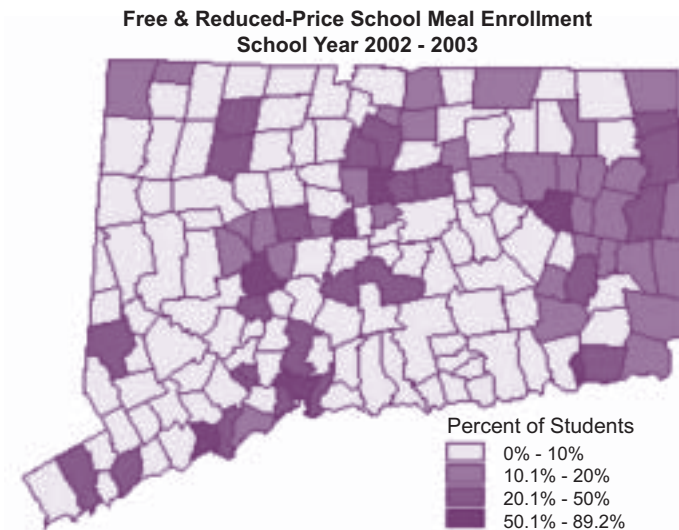 Free & Reduced-Price School Meal Enrollment
School Year 2002 - 2003
Percent of Students
0% - 10%
10.1% - 20%
20.1% - 50%
50.1% - 89.2%